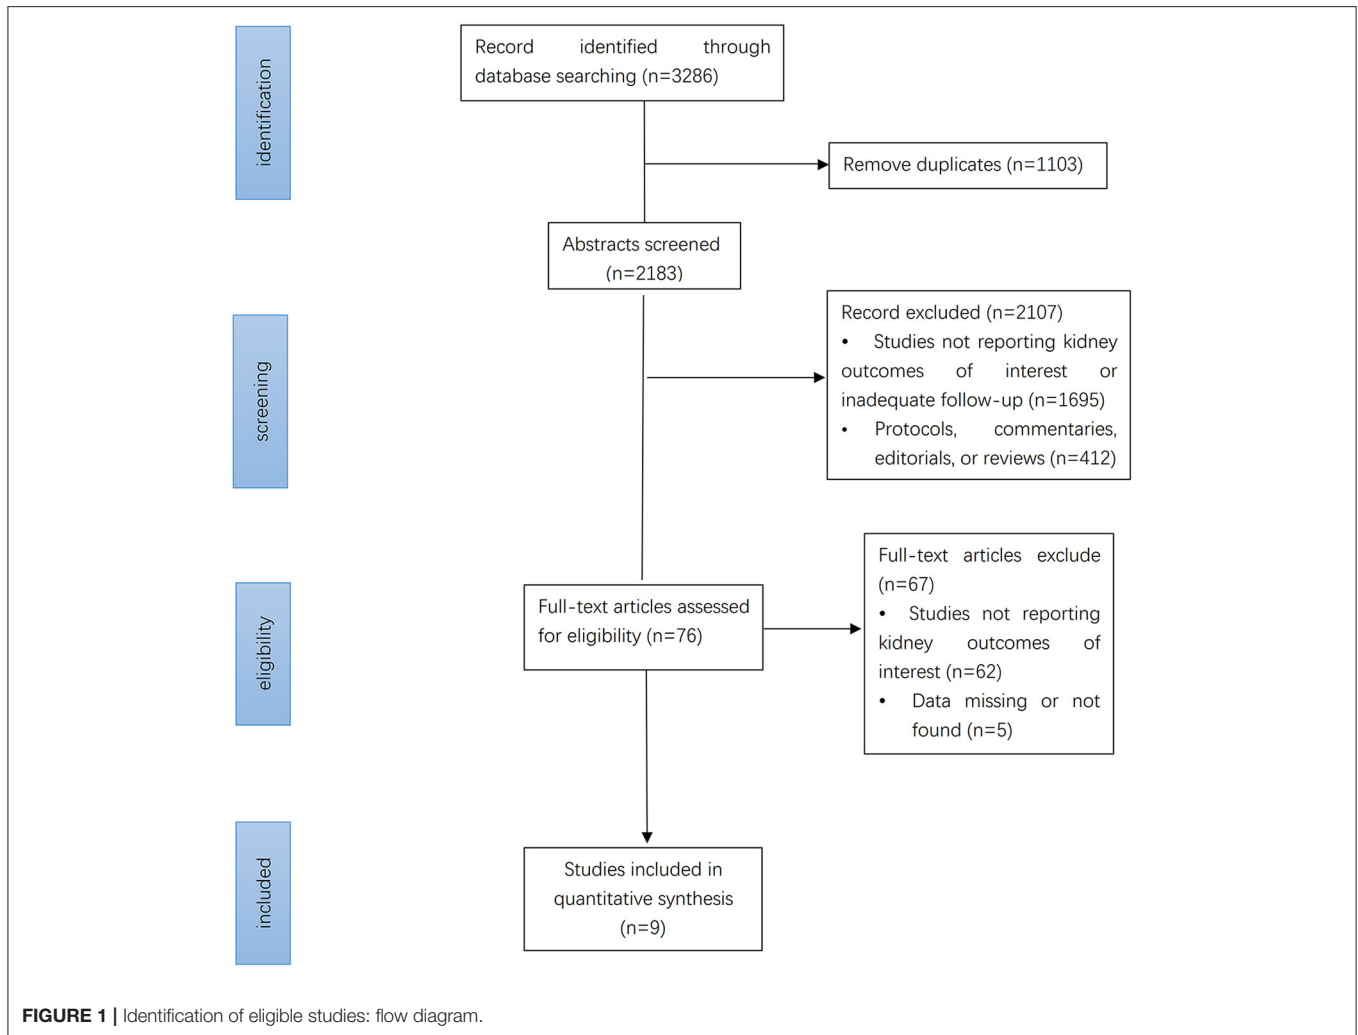 identification
Record identified through
database searching (n=3286)
Remove duplicates (n=1103)
Abstracts screened
(n=2183)
screening
Record excluded (n=2107)
• Studies not reporting kidney
outcomes of interest or
inadequate follow-up (n=1695)
• Protocols, commentaries,
editorials, or reviews (n=412)
eligibility
Full-text articles assessed
for eligibility (n=76)
Full-text articles exclude
(n=67)
• Studies not reporting
kidney outcomes of
interest (n=62)
• Data missing or not
found (n=5)
included
Studies included in
quantitative synthesis
(n=9)
FIGURE 1 | Identification of eligible studies: flow diagram.